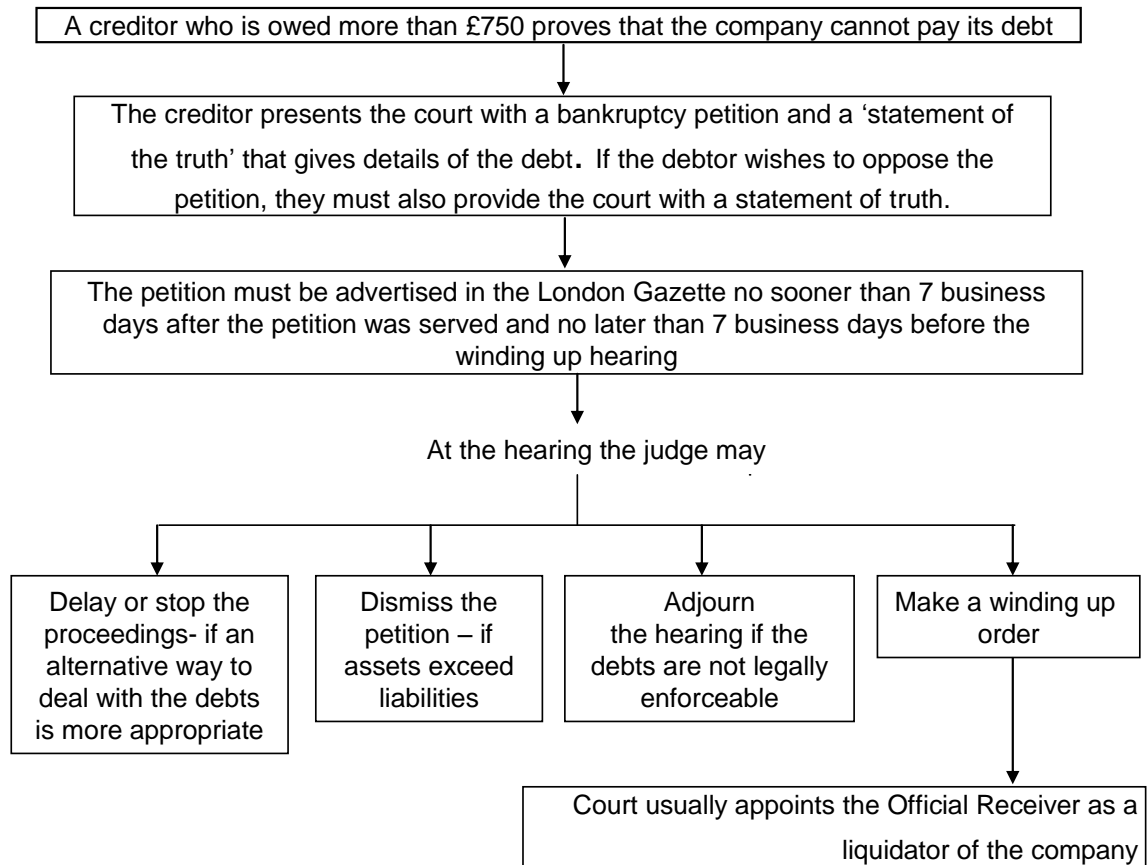 A creditor who is owed more than £750 proves that the company cannot pay its debt
The creditor presents the court with a bankruptcy petition and a ‘statement of
the truth’ that gives details of the debt. If the debtor wishes to oppose the
petition, they must also provide the court with a statement of truth.
The petition must be advertised in the London Gazette no sooner than 7 business
days after the petition was served and no later than 7 business days before the
winding up hearing
At the hearing the judge may
Delay or stop the
proceedings- if an
alternative way to
deal with the debts
is more appropriate
Dismiss the
petition – if
assets exceed
liabilities
Adjourn
the hearing if the
debts are not legally
enforceable
Make a winding up
order
Court usually appoints the Official Receiver as a
liquidator of the company